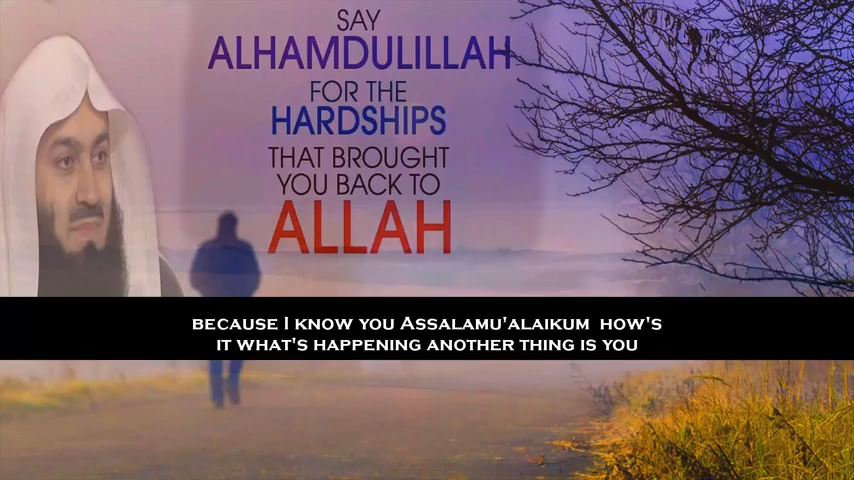 SAY
ALHAMDULILLAH
FOR THE
HARDSHIPS
THAT BROUGHT
YOU BACK TO
ALLAH
BECAUSE I KNOW YOU ASSALAMU'ALAIKUM HOW'S
IT WHAT'S HAPPENING ANOTHER THING IS YOU